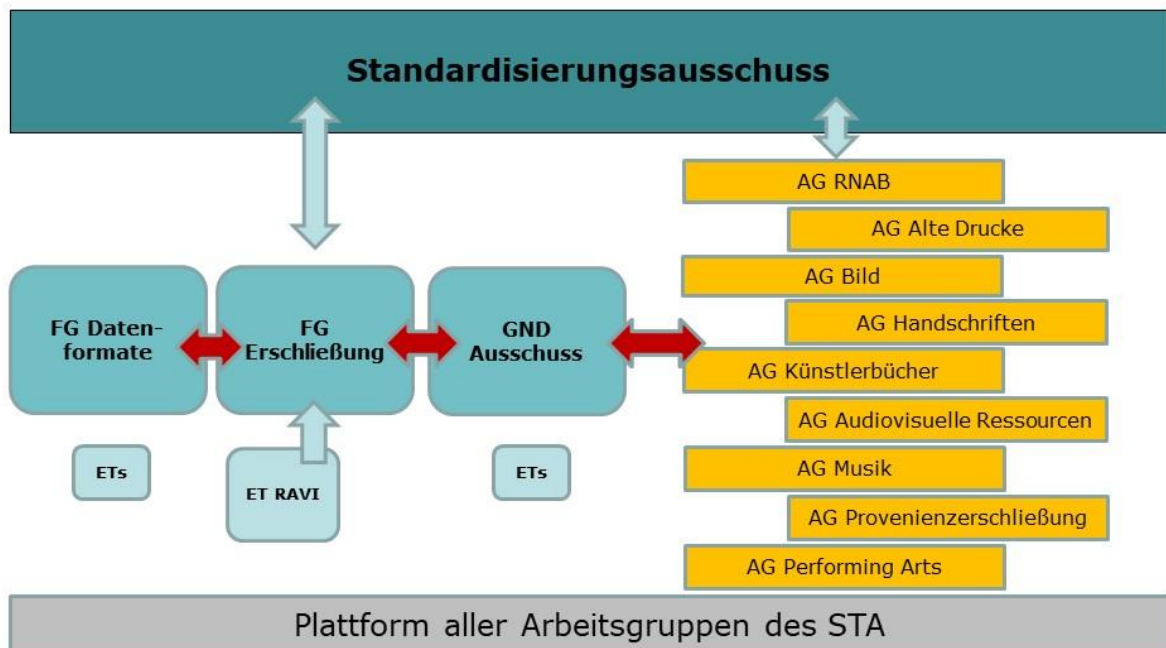 Standardisierungsausschuss
AG RNAB
AG Alte Drucke
AG Bild
AG Handschriften
AG Künstlerbücher
AG Audiovisuelle Ressourcen
AG Musik
AG Provenienzerschließung
AG Performing Arts
FG Daten-
formate
FG
Erschließung
GND
Ausschuss
ETs
ET RAVI
ETs
Plattform aller Arbeitsgruppen des STA